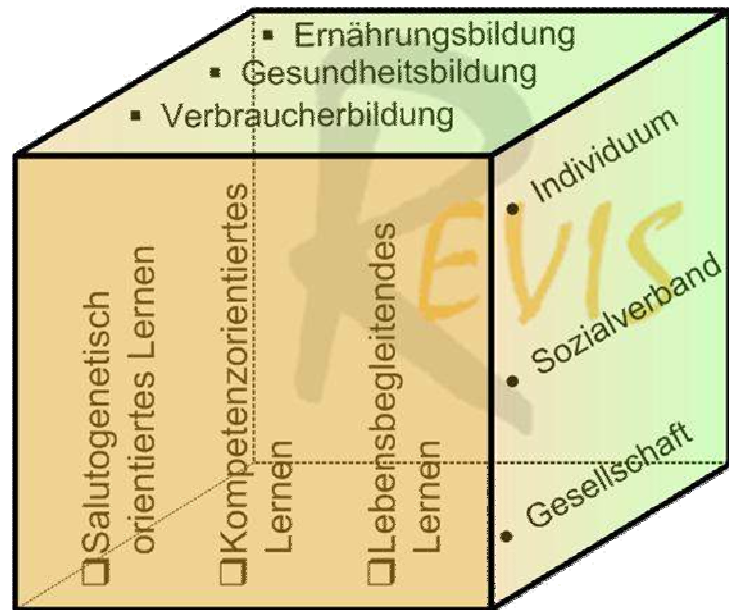 ▪ Ernährungsbildung
▪ Gesundheitsbildung
▪ Verbraucherbildung
❑Salutogenetisch
orientiertes Lernen
❑Kompetenzorientiertes
Lernen
❑Lebensbegleitendes
Lernen
• Individuum
• Sozialverband
• Gesellschaft
REVIS